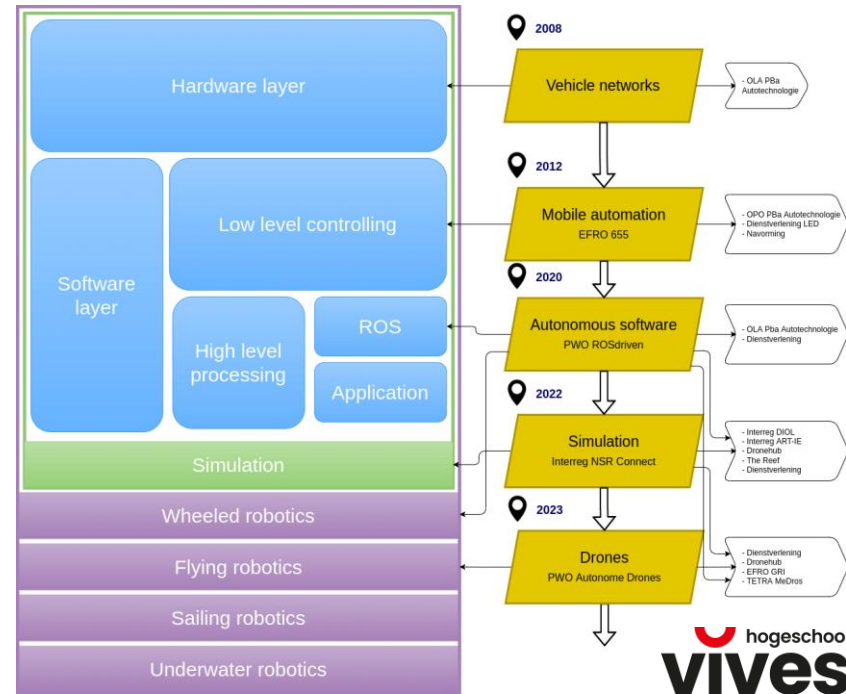 Hardware layer
Software
layer
Low level controlling
High level
processing
ROS
Application
Simulation
Wheeled robotics
Flying robotics
Sailing robotics
Underwater robotics
2008
Vehicle networks
- OLA PBa
Autotechnologie
2012
Mobile automation
EFRO 655
- OPO PBa Autotechnologie
- Dienstverlening LED
- Navorming
2020
Autonomous software
PWO ROSdriven
- OLA Pba Autotechnologie
- Dienstverlening
2022
Simulation
Interreg NSR Connect
- Interreg DIOL
- Interreg ART-IE
- Dronehub
- The Reef
- Dienstverlening
2023
Drones
PWO Autonome Drones
- Dienstverlening
- Dronehub
- EFRO GRI
- TETRA MeDros
hogeschool
vives